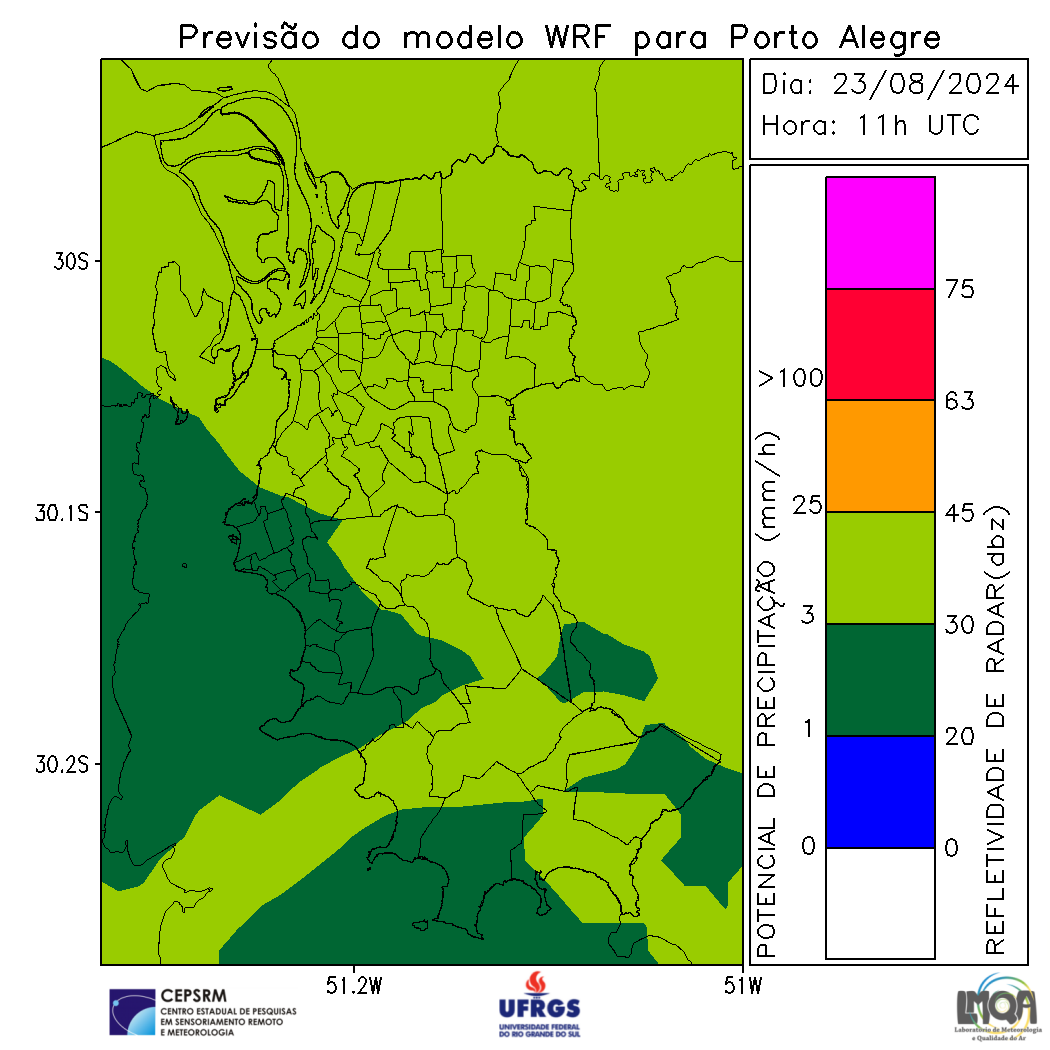 Previsão do modelo WRF para Porto Alegre
Dia: 23/08/2024
Hora: 11h UTC
30S
30.1S
30.2S
51.2W
51W
POTENCIAL DE PRECIPITAÇÃO (mm/h)
>100
25
3
1
0
75
63
45
30
20
0
REFLETIVIDADE DE RADAR(dbz)
CEPSRM
CENTRO ESTADUAL DE PESQUISAS
EM SENSORIAMENTO REMOTO
E METEOROLOGIA
UFRGS
UNIVERSIDADE FEDERAL
DO RIO GRANDE DO SUL
LMQA
Laboratório de Meteorologia
e Qualidade do Ar